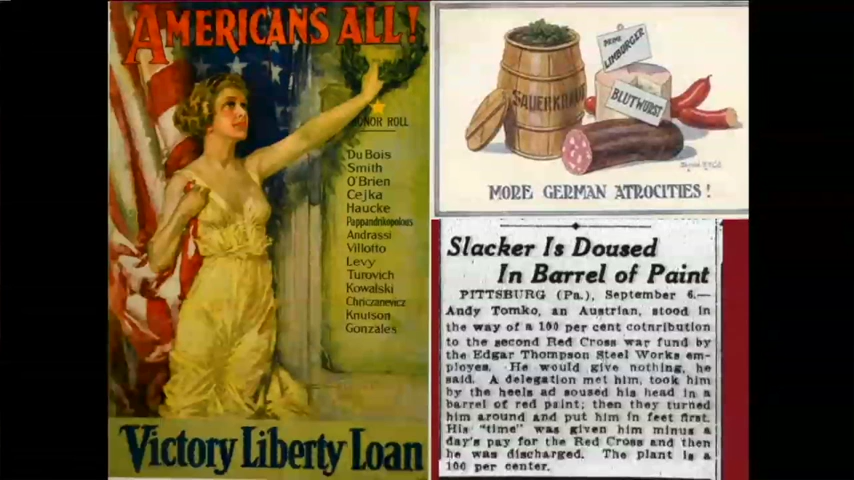 AMERICANS ALL!
HONOR ROLL
Du Bois
Smith
O'Brien
Cejka
Haucke
Pappandrikopolous
Andrassi
Villotto
Levy
Turovich
Kowalski
Chriczanevicz
Knutson
Gonzales
Victory Liberty Loan
LIMBURGER
SAUERKRAUT
BLUTWURST
MORE GERMAN ATROCITIES!
Slacker Is Doused
In Barrel of Paint
PITTSBURG (Pa.), September 6.—
Andy Tomko, an Austrian, stood in
the way of a 100 per cent cotnribution
to the second Red Cross war fund by
the Edgar Thompson Steel Works em-
ployes. He would give nothing, he
said. A delegation met him, took him
by the heels ad soused his head in a
barrel of red paint; then they turned
him around and put him in feet first.
His "time" was given him minus a
day's pay for the Red Cross and then
he was discharged. The plant is a
100 per center.